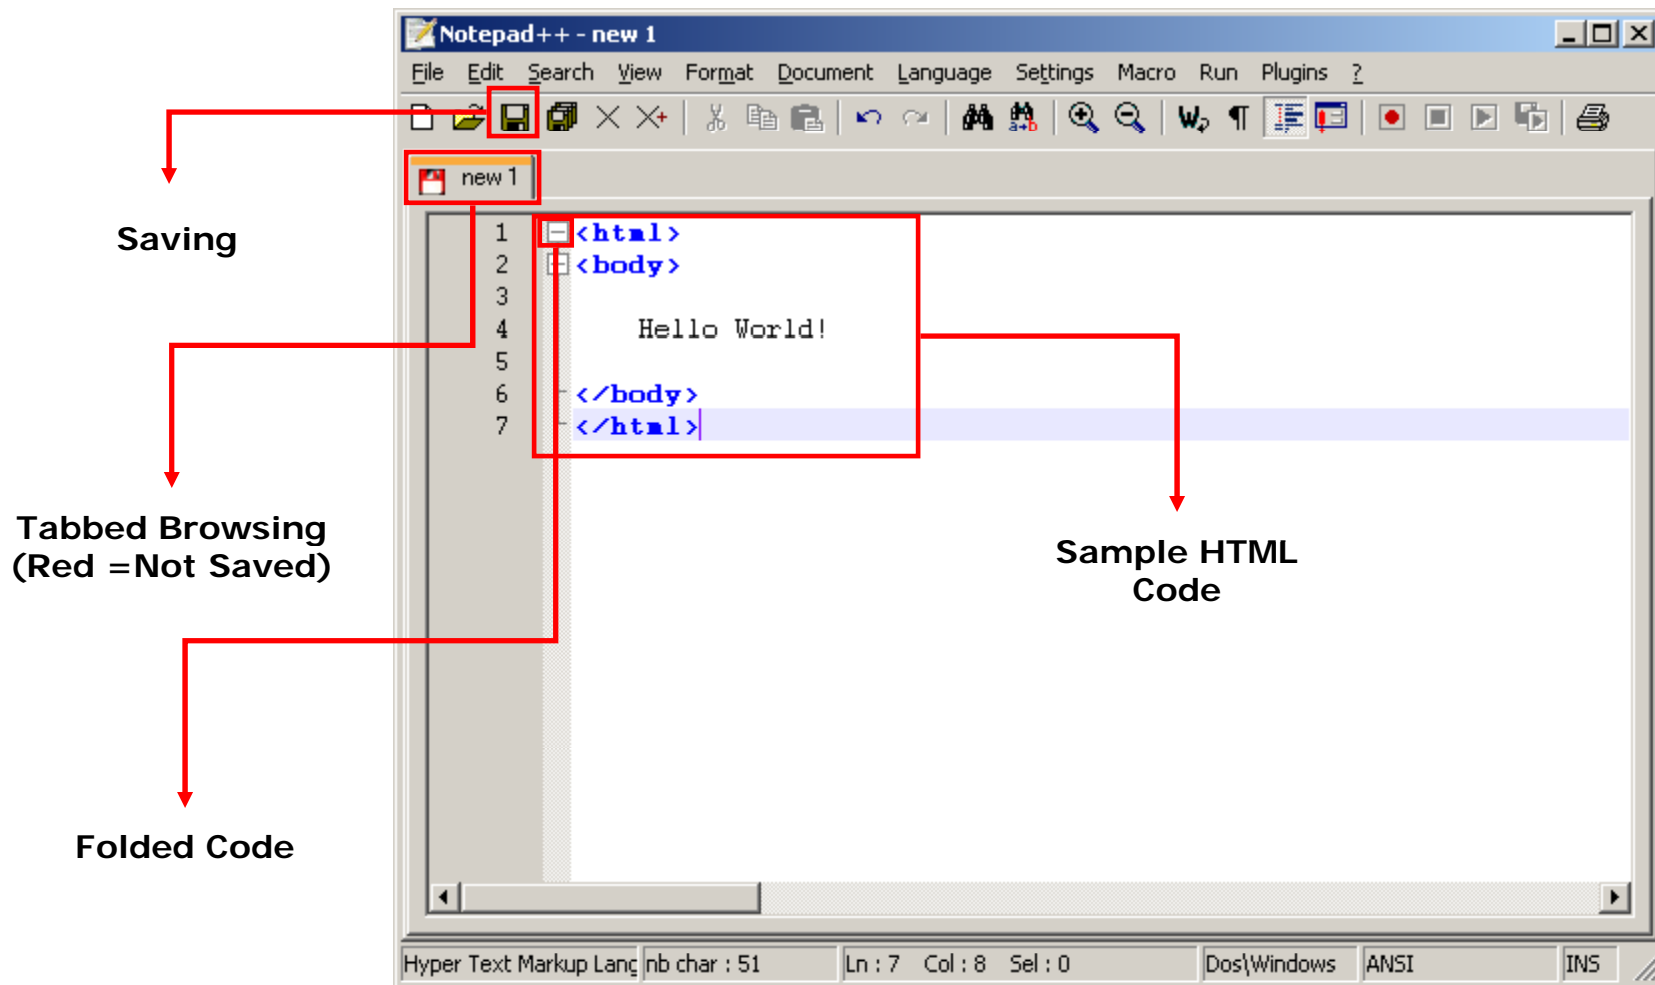 Notepad++ - new 1
File Edit Search View Format Document Language Settings Macro Run Plugins ?
new 1
1 <html>
2 <body>
3
4 Hello World!
5
6 </body>
7 </html>
Saving
Tabbed Browsing
(Red =Not Saved)
Sample HTML
Code
Folded Code
Hyper Text Markup Lang nb char : 51 Ln : 7 Col : 8 Sel : 0 Dos\Windows ANSI INS